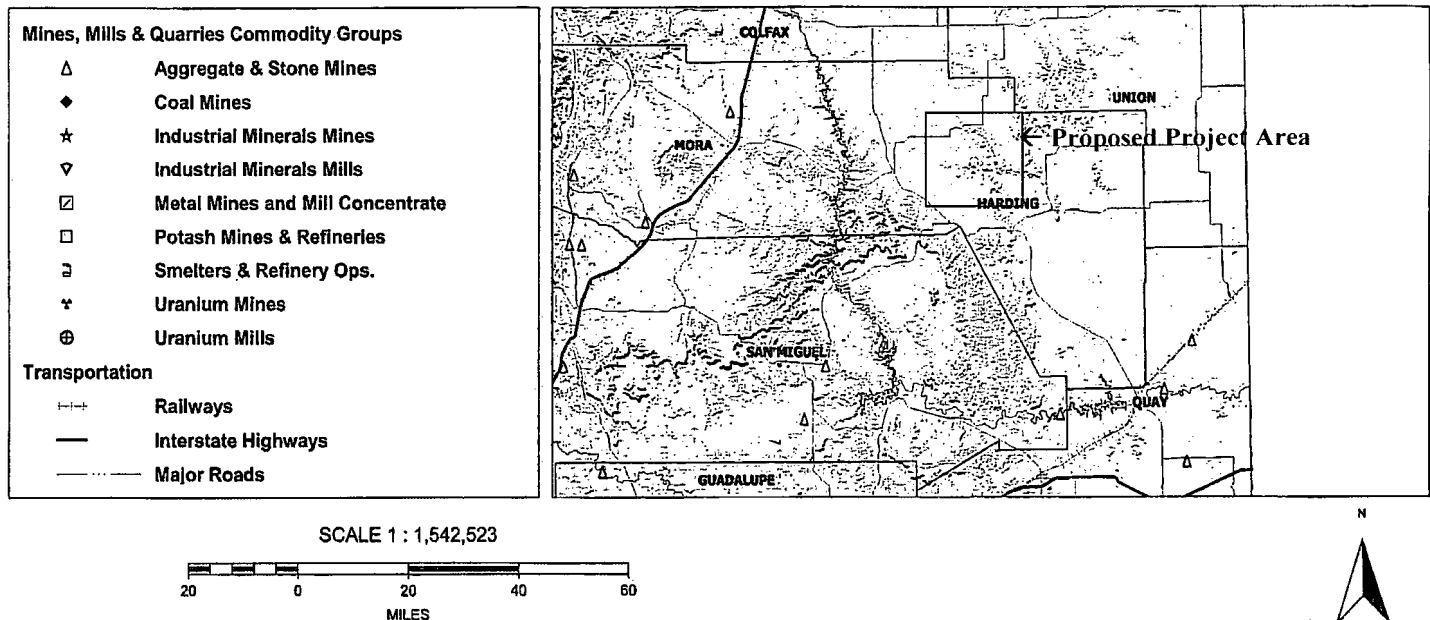 Mines, Mills & Quarries Commodity Groups
Aggregate & Stone Mines
Coal Mines
Industrial Minerals Mines
Industrial Minerals Mills
Metal Mines and Mill Concentrate
Potash Mines & Refineries
Smelters & Refinery Ops.
Uranium Mines
Uranium Mills
Transportation
Railways
Interstate Highways
Major Roads
COLFAX
UNION
Proposed Project Area
MORA
HARDING
SAN MIGUEL
QUAY
GUADALUPE
SCALE 1 : 1,542,523
20 0 20 40 60
MILES
N